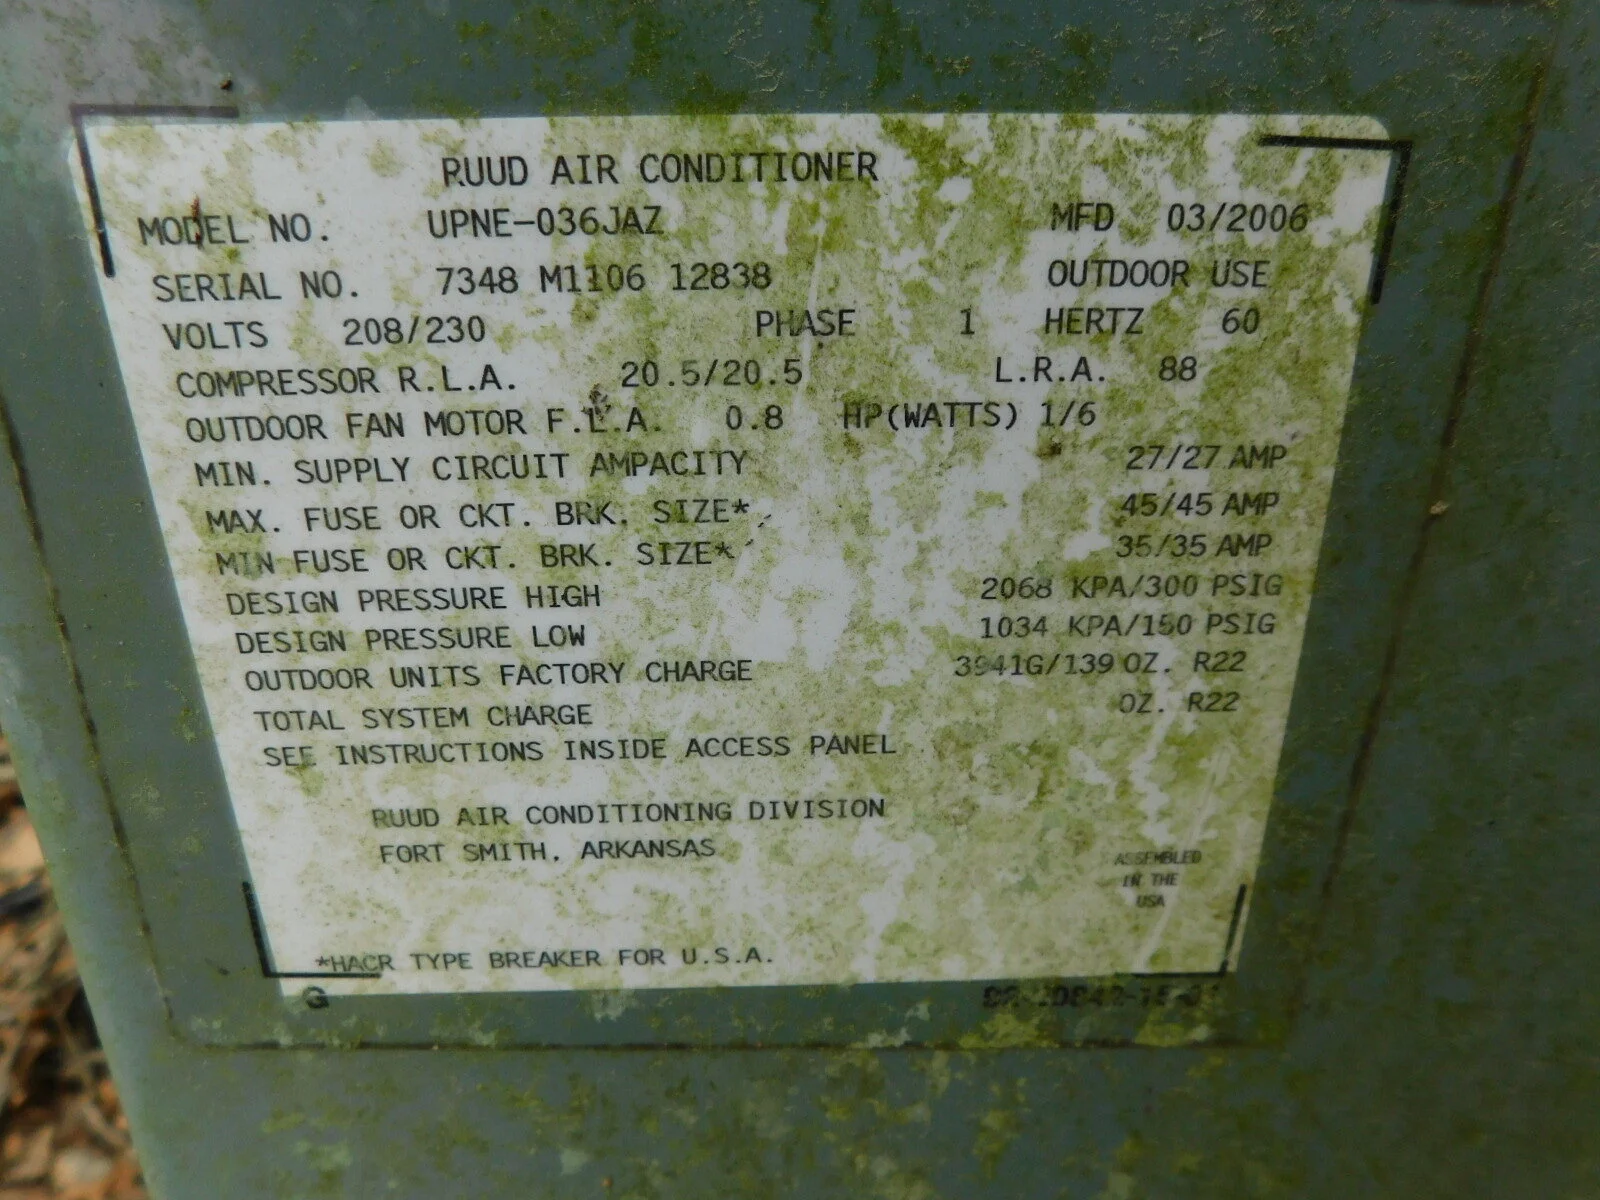 RUUD AIR CONDITIONER
MODEL NO. UPNE-036JAZ MFD 03/2006
SERIAL NO. 7348 M1106 12838 OUTDOOR USE
VOLTS 208/230 PHASE 1 HERTZ 60
COMPRESSOR R.L.A. 20.5/20.5 L.R.A. 88
OUTDOOR FAN MOTOR F.L.A. 0.8 HP(WATTS) 1/6
MIN. SUPPLY CIRCUIT AMPACITY 27/27 AMP
MAX. FUSE OR CKT. BRK. SIZE* 45/45 AMP
MIN FUSE OR CKT. BRK. SIZE* 35/35 AMP
DESIGN PRESSURE HIGH 2068 KPA/300 PSIG
DESIGN PRESSURE LOW 1034 KPA/150 PSIG
OUTDOOR UNITS FACTORY CHARGE 3941G/139 OZ. R22
TOTAL SYSTEM CHARGE OZ. R22
SEE INSTRUCTIONS INSIDE ACCESS PANEL
RUUD AIR CONDITIONING DIVISION
FORT SMITH, ARKANSAS
ASSEMBLED
IN THE
USA
*HACR TYPE BREAKER FOR U.S.A.
G